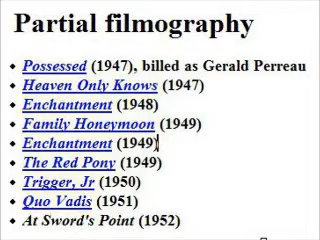 Partial filmography
Possessed (1947), billed as Gerald Perreau
Heaven Only Knows (1947)
Enchantment (1948)
Family Honeymoon (1949)
Enchantment (1949)
The Red Pony (1949)
Trigger, Jr (1950)
Quo Vadis (1951)
At Sword's Point (1952)